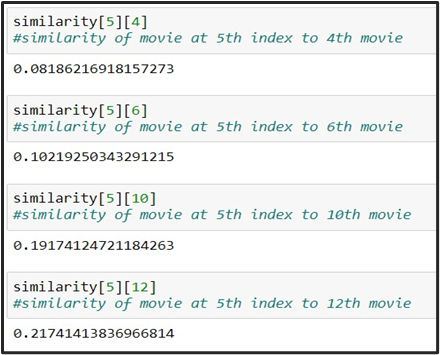 similarity[5][4]
#similarity of movie at 5th index to 4th movie
0.08186216918157273
similarity[5][6]
#similarity of movie at 5th index to 6th movie
0.10219250343291215
similarity[5][10]
#similarity of movie at 5th index to 10th movie
0.19174124721184263
similarity[5][12]
#similarity of movie at 5th index to 12th movie
0.21741413836966814